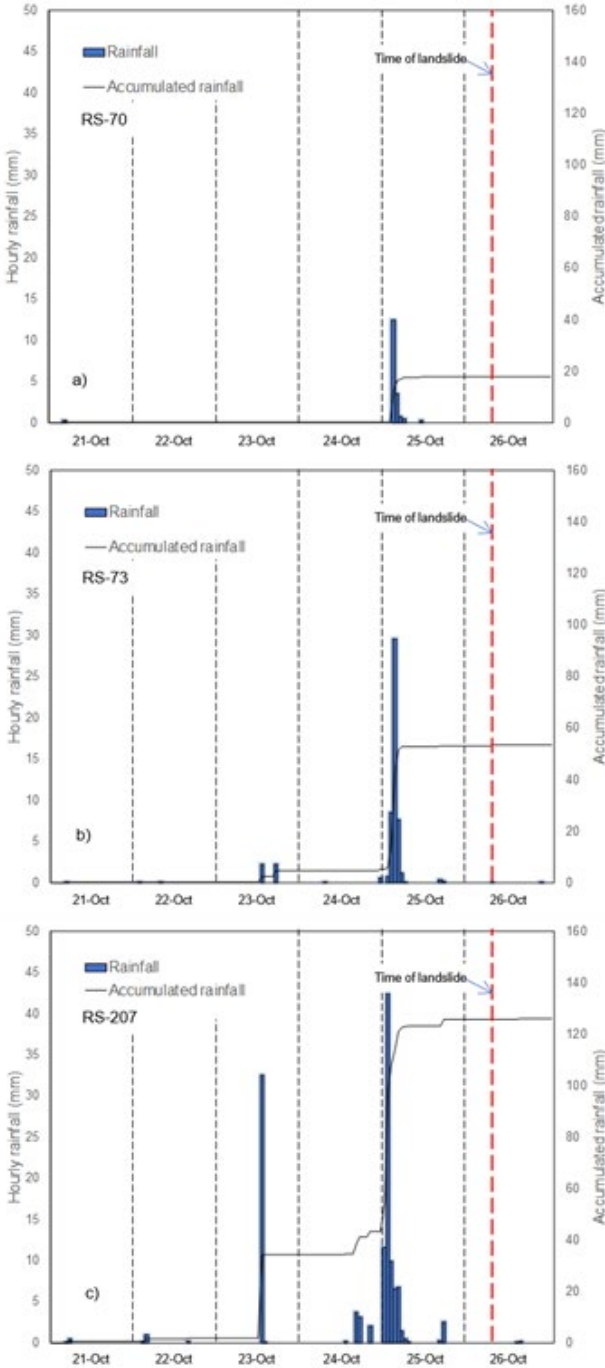 50
45
40
35
30
25
20
15
10
5
0
Hourly rainfall (mm)
160
140
120
100
80
60
40
20
0
Accumulated rainfall (mm)
Rainfall
Accumulated rainfall
RS-70
Time of landslide
a)
21-Oct 22-Oct 23-Oct 24-Oct 25-Oct 26-Oct
50
45
40
35
30
25
20
15
10
5
0
Hourly rainfall (mm)
160
140
120
100
80
60
40
20
0
Accumulated rainfall (mm)
Rainfall
Accumulated rainfall
RS-73
Time of landslide
b)
21-Oct 22-Oct 23-Oct 24-Oct 25-Oct 26-Oct
50
45
40
35
30
25
20
15
10
5
0
Hourly rainfall (mm)
160
140
120
100
80
60
40
20
0
Accumulated rainfall (mm)
Rainfall
Accumulated rainfall
RS-207
Time of landslide
c)
21-Oct 22-Oct 23-Oct 24-Oct 25-Oct 26-Oct